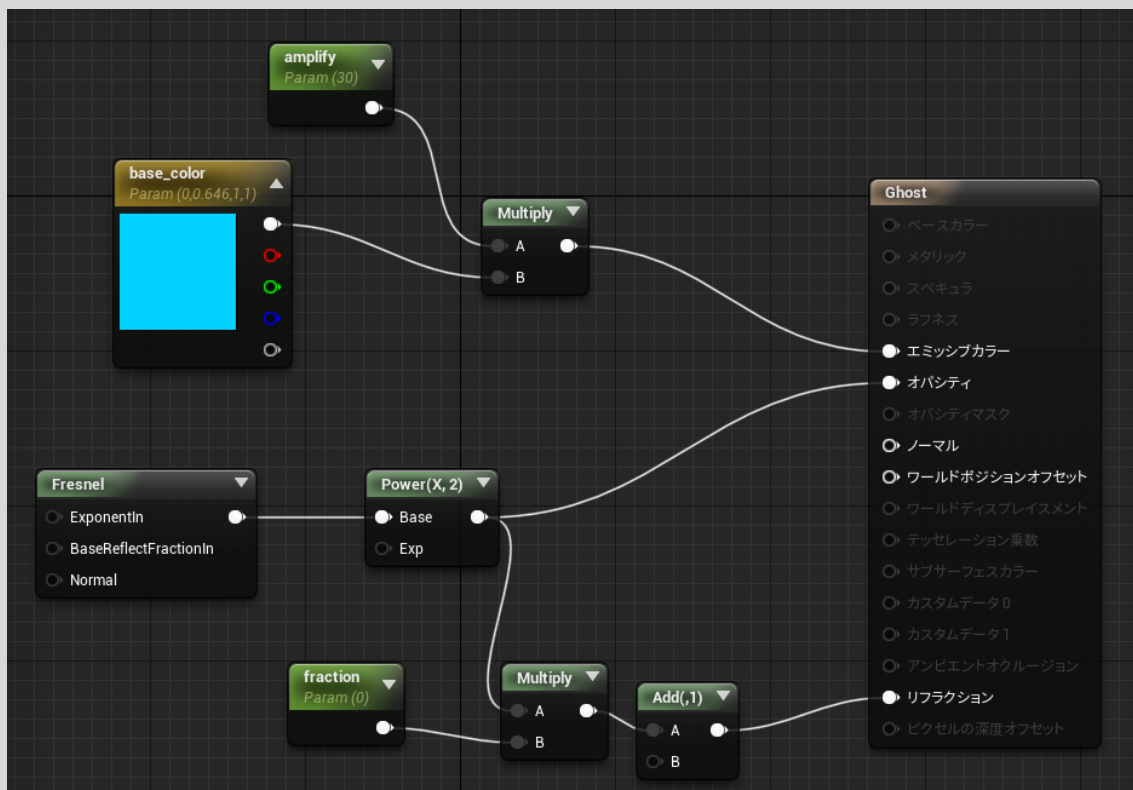 amplify
Param (30)
base_color
Param (0,0.646,1,1)
Multiply
A
B
Ghost
ベースカラー
メタリック
スペキュラ
ラフネス
エミッシブカラー
オパシティ
オパシティマスク
ノーマル
ワールドポジションオフセット
ワールドディスプレイスメント
テッセレーション乗数
サブサーフェスカラー
カスタムデータ 0
カスタムデータ 1
アンビエントオクルージョン
リフラクション
ピクセルの深度オフセット
Fresnel
ExponentIn
BaseReflectFractionIn
Normal
Power(X, 2)
Base
Exp
fraction
Param (0)
Multiply
A
B
Add(,1)
A
B